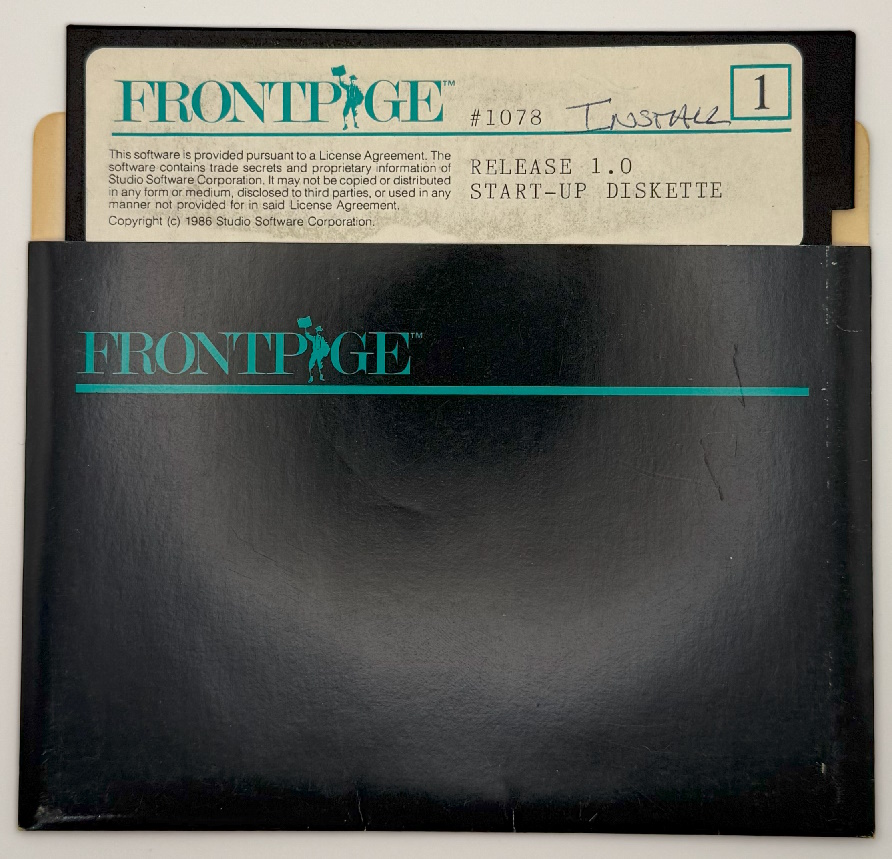 FRONTPAGE™ #1078 INSTALL 1
This software is provided pursuant to a License Agreement. The
software contains trade secrets and proprietary information of
Studio Software Corporation. It may not be copied or distributed
in any form or medium, disclosed to third parties, or used in any
manner not provided for in said License Agreement.
Copyright (c) 1986 Studio Software Corporation.
RELEASE 1.0
START-UP DISKETTE
FRONTPAGE™